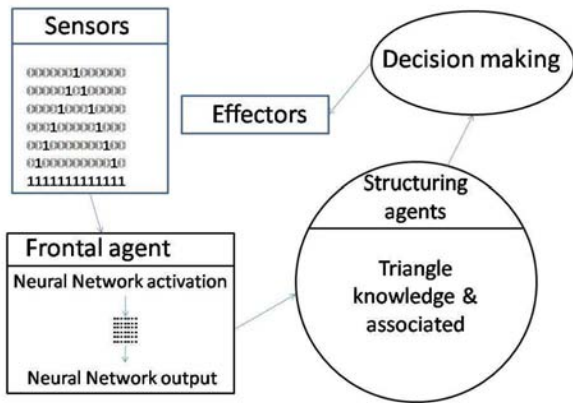 Sensors
0000001000000
0000010100000
0000100010000
0001000001000
0010000000100
0100000000010
1111111111111
Effectors
Decision making
Frontal agent
Neural Network activation
Neural Network output
Structuring
agents
Triangle
knowledge &
associated